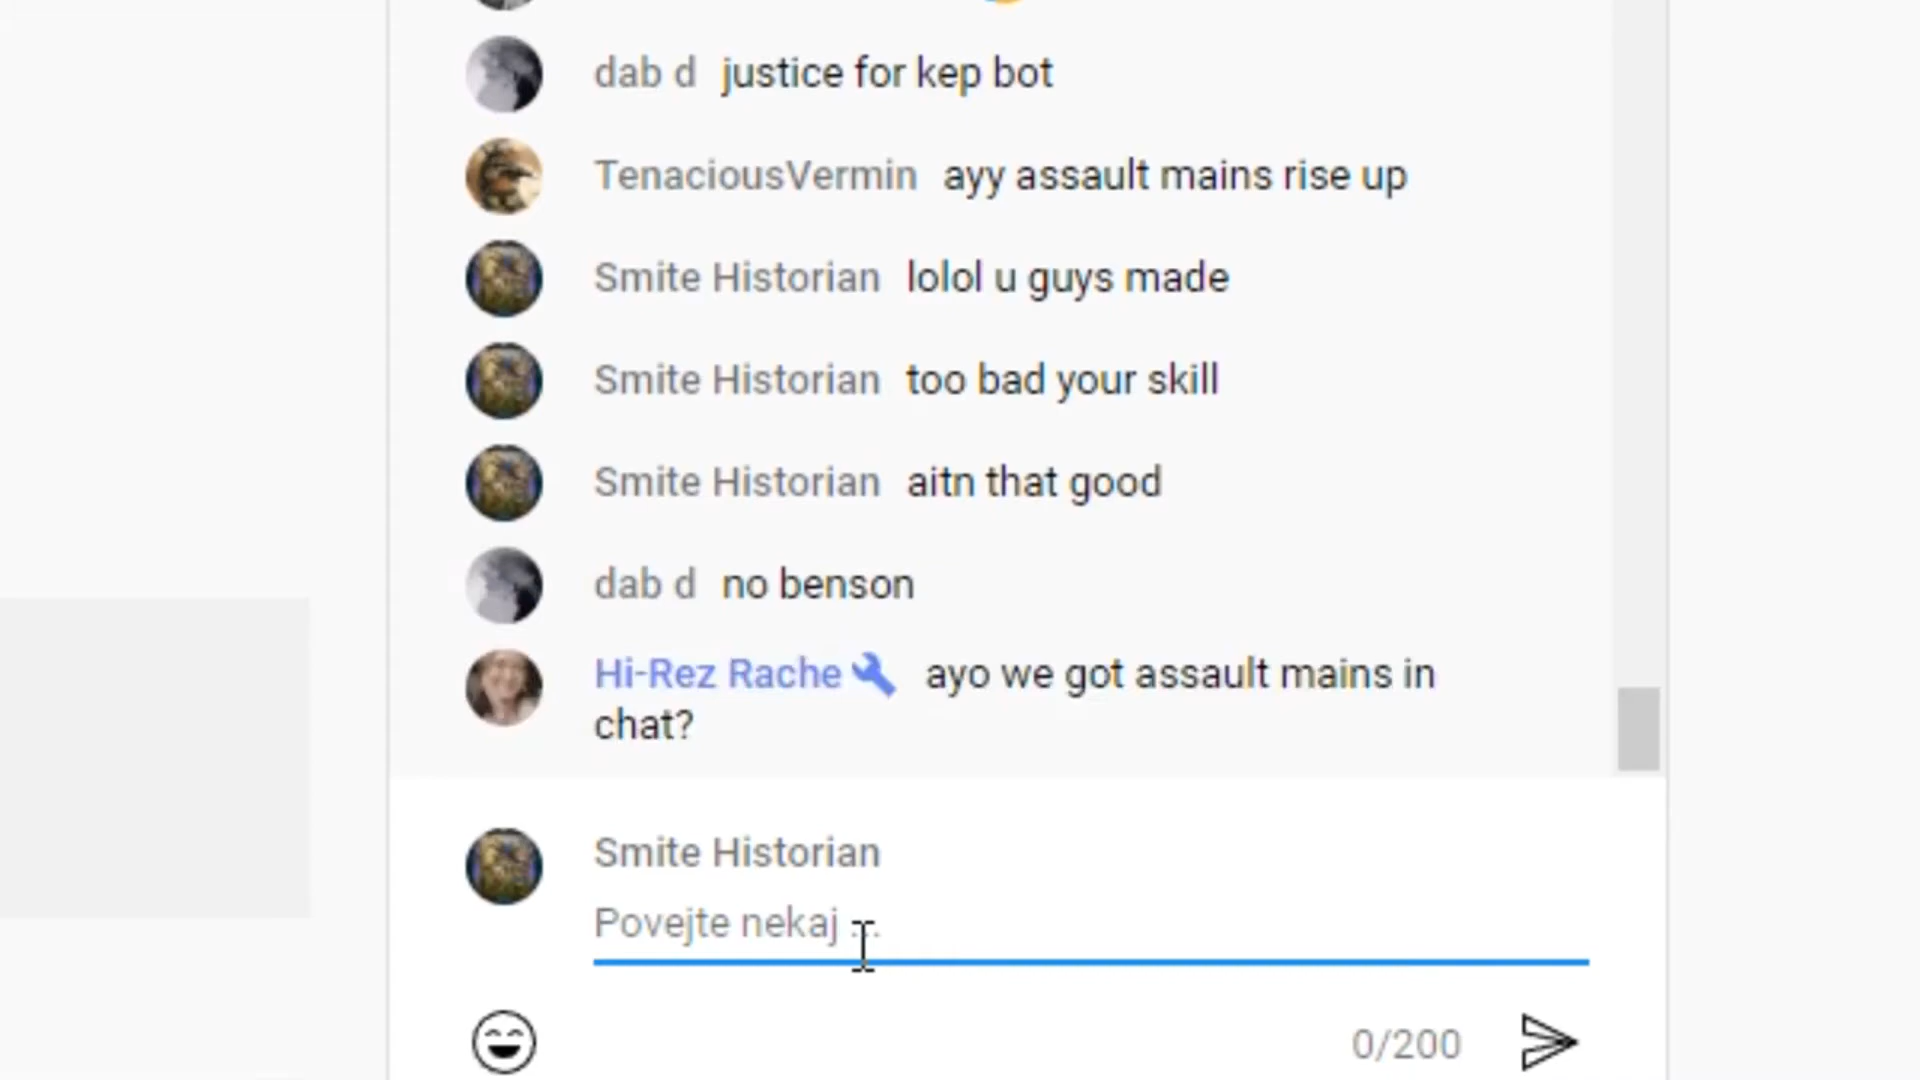 dab d justice for kep bot
TenaciousVermin ayy assault mains rise up
Smite Historian lolol u guys made
Smite Historian too bad your skill
Smite Historian aitn that good
dab d no benson
Hi-Rez Rache ayo we got assault mains in
chat?
Smite Historian
Povejte nekaj ...
0/200